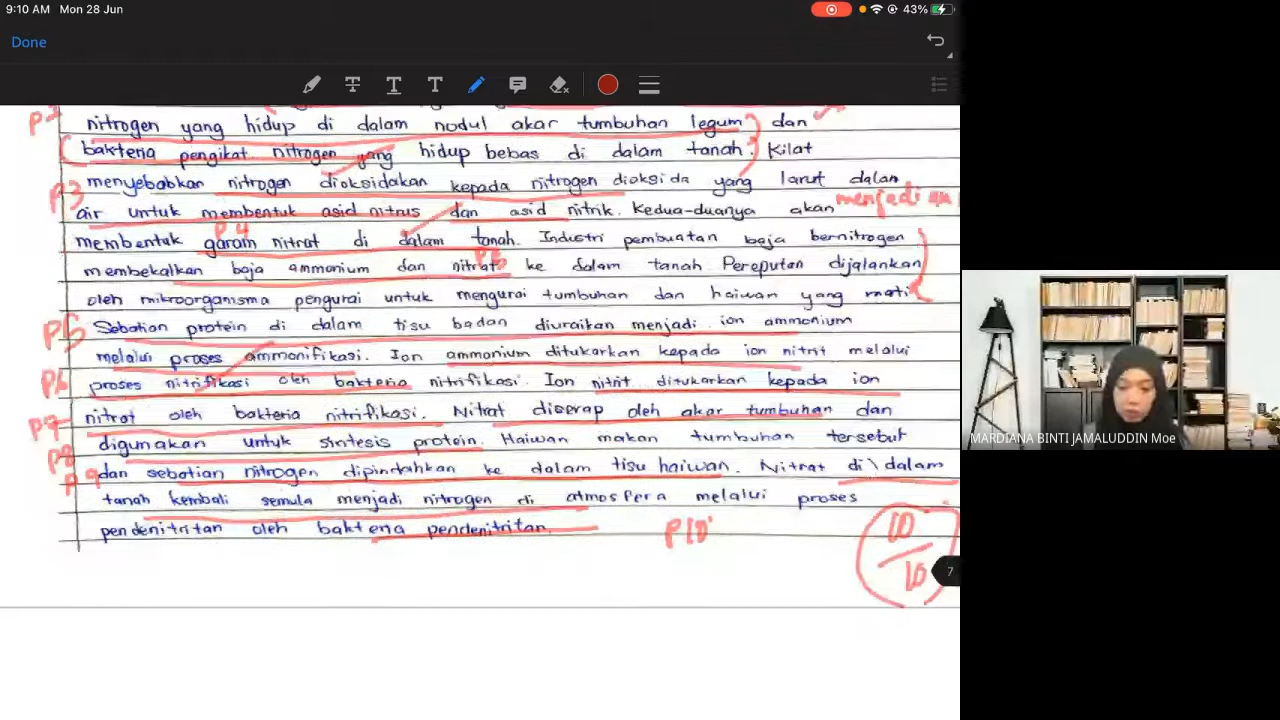 9:10 AM Mon 28 Jun
43%
Done
nitrogen yang hidup di dalam nodul akar tumbuhan legum dan
bakteria pengikat nitrogen yang hidup bebas di dalam tanah. Kilat
P3
menyebabkan nitrogen dioksidakan kepada nitrogen dioksida yang larut dalam
air untuk membentuk asid nitrus dan asid nitrik. Kedua-duanya akan menjadi
P4
membentuk garam nitrat di dalam tanah. Industri pembuatan baja bernitrogen
membekalkan baja ammonium dan nitrat ke dalam tanah. Pereputan dijalankan
oleh mikroorganisma pengurai untuk mengurai tumbuhan dan haiwan yang mati
P5 Sebatian protein di dalam tisu badan diuraikan menjadi ion ammonium
melalui proses ammonifikasi. Ion ammonium ditukarkan kepada ion nitrit melalui
P6 proses nitrifikasi oleh bakteria nitrifikasi. Ion nitrit ditukarkan kepada ion
P7 nitrat oleh bakteria nitrifikasi. Nitrat diserap oleh akar tumbuhan dan
P8 digunakan untuk sintesis protein. Haiwan makan tumbuhan tersebut
P9 dan sebatian nitrogen dipindahkan ke dalam tisu haiwan. Nitrat di dalam
tanah kembali semula menjadi nitrogen di atmosfera melalui proses
pendenitritan oleh bakteria pendenitritan. P10
10
10
7
MARDIANA BINTI JAMALUDDIN Moe